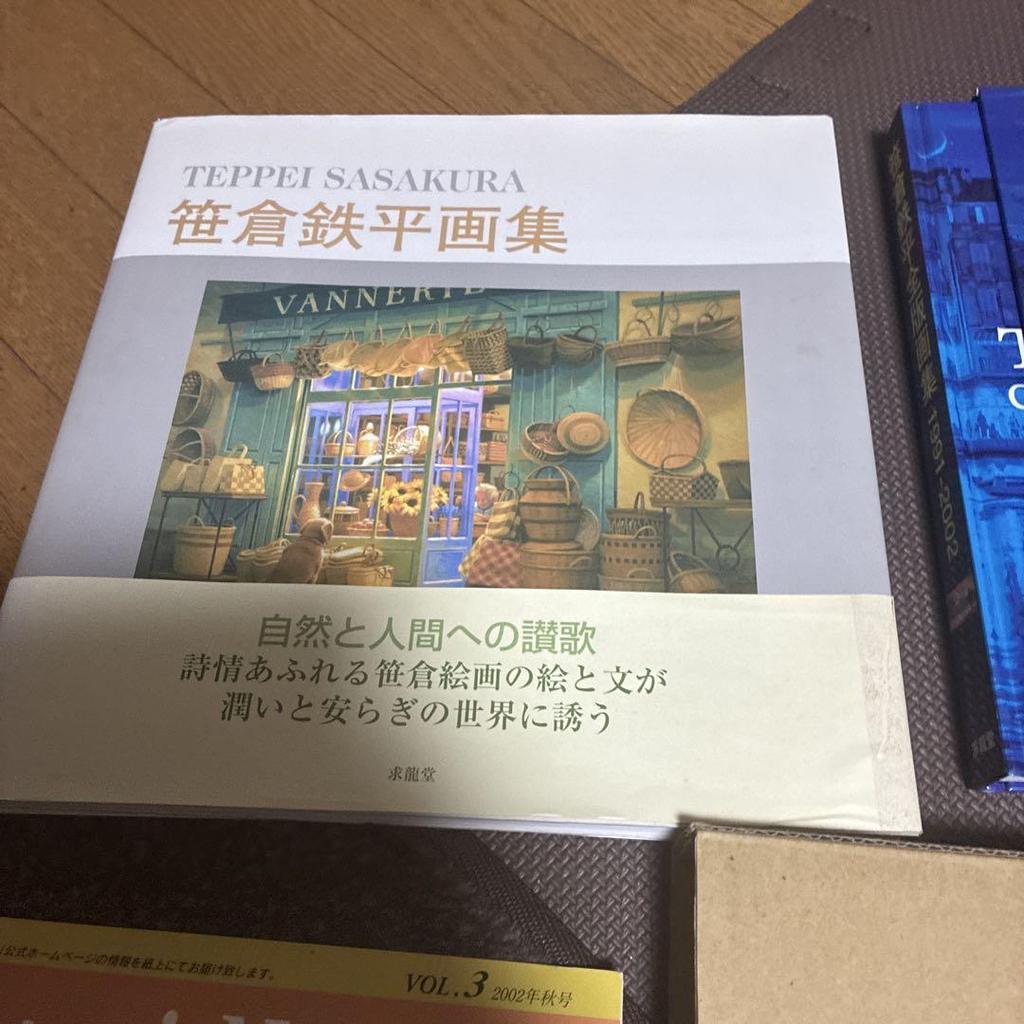 TEPPEI SASAKURA
笹倉鉄平画集
VANNERIE
自然と人間への讃歌
詩情あふれる笹倉絵画の絵と文が
潤いと安らぎの世界に誘う
求龍堂
笹倉鉄平全版画集 1991-2002
T
公式ホームページの情報を紙上にてお届け致します。
VOL.3 2002年秋号